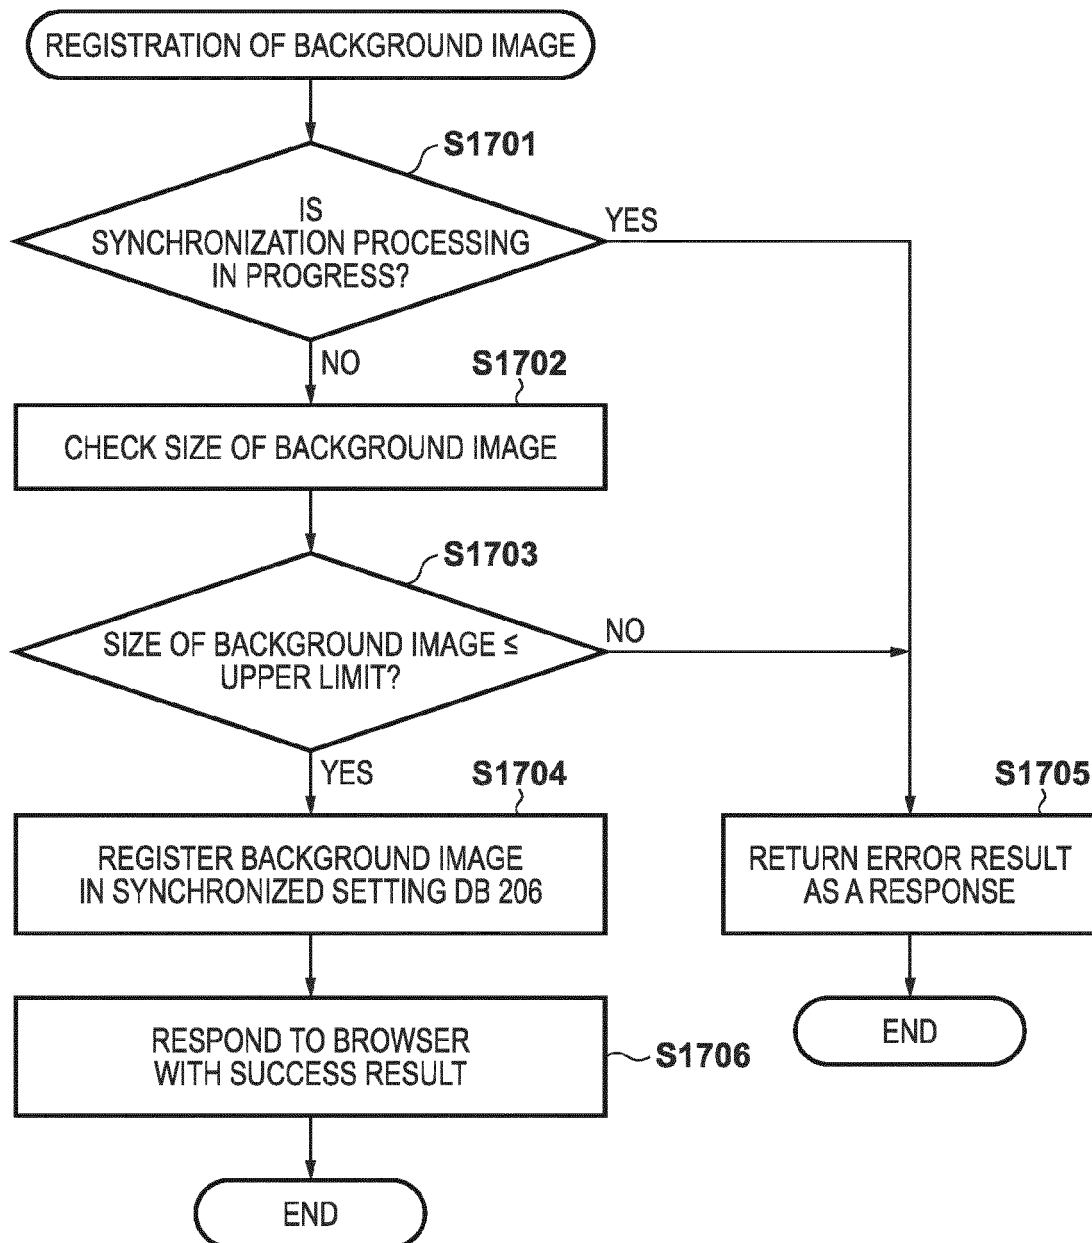 REGISTRATION OF BACKGROUND IMAGE
S1701
IS
SYNCHRONIZATION PROCESSING
IN PROGRESS?
YES
NO
S1702
CHECK SIZE OF BACKGROUND IMAGE
S1703
SIZE OF BACKGROUND IMAGE ≤
UPPER LIMIT?
NO
YES
S1704
REGISTER BACKGROUND IMAGE
IN SYNCHRONIZED SETTING DB 206
S1705
RETURN ERROR RESULT
AS A RESPONSE
END
RESPOND TO BROWSER
WITH SUCCESS RESULT
S1706
END